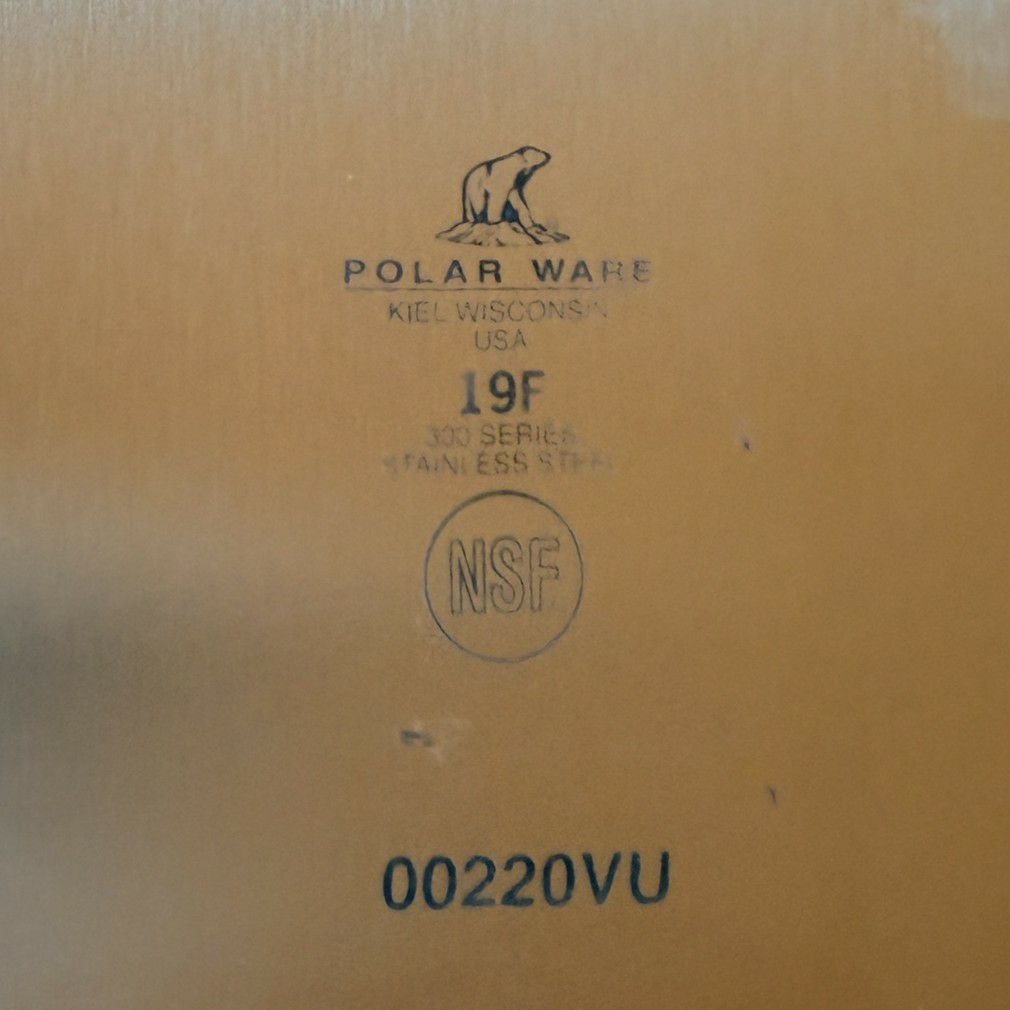 POLAR WARE
KIEL WISCONSIN
USA
19F
300 SERIES
STAINLESS STEEL
NSF
00220VU